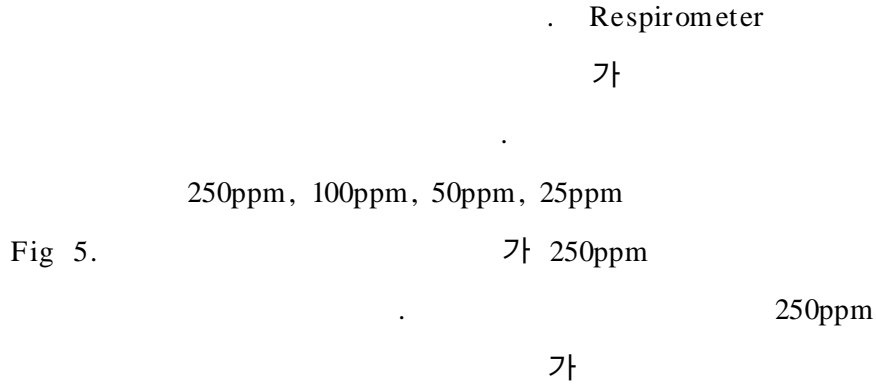 . Respirometer
가
.
250ppm, 100ppm, 50ppm, 25ppm
Fig 5. 가 250ppm
. 250ppm
가